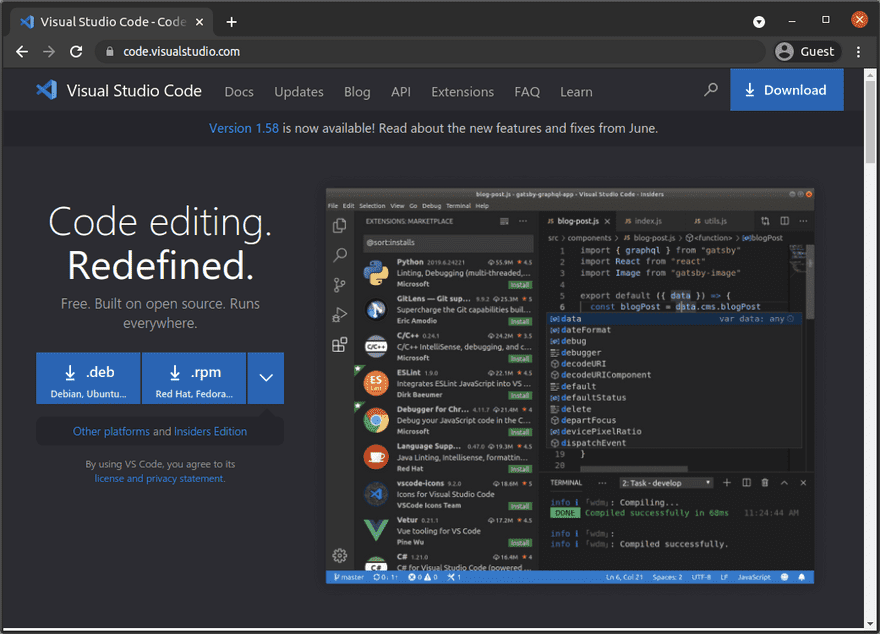 Visual Studio Code - Code
Guest
code.visualstudio.com
Visual Studio Code
Docs
Updates
Blog
API
Extensions
FAQ
Learn
Download
Version 1.58 is now available! Read about the new features and fixes from June.
Code editing.
Redefined.
Free. Built on open source. Runs
everywhere.
.deb
Debian, Ubuntu...
.rpm
Red Hat, Fedora...
Other platforms and Insiders Edition
By using VS Code, you agree to its
license and privacy statement.
blog-post.js - gatsby-graphql-app - Visual Studio Code - Insiders
File Edit Selection View Go Debug Terminal Help
EXTENSIONS: MARKETPLACE
@sort:installs
Python 2019.6.24221 55.9M 4.5
Linting, Debugging (multi-threaded,...
Microsoft Install
GitLens — Git sup... 9.9.2 25.3M 5
Supercharge the Git capabilities buil...
Eric Amodio Install
C/C++ 0.24.1 24.2M 3.5
C/C++ IntelliSense, debugging, and c...
Microsoft Install
ESLint 1.9.0 22.1M 4.5
Integrates ESLint JavaScript into VS ...
Dirk Baeumer Install
Debugger for Chr... 4.11.7 21.4M 4
Debug your JavaScript code in the C...
Microsoft Install
Language Supp... 0.47.0 19.3M 4.5
Java Linting, Intellisense, formattin...
Red Hat Install
vscode-icons 9.2.0 18.6M 5
Icons for Visual Studio Code
VSCode Icons Team Install
Vetur 0.21.1 17.2M 4.5
Vue tooling for VS Code
Pine Wu Install
C# 1.21.0 16.4M 4
C# for Visual Studio Code (powered ...
ES
Lint
C/C++
C#
JS blog-post.js
JS index.js
JS utils.js
src > components > JS blog-post.js > <function> > blogPost
1 import { graphql } from "gatsby"
2 import React from "react"
3 import Image from "gatsby-image"
4
5 export default ({ data }) => {
6 const blogPost = data.cms.blogPost
data var data: any
dateFormat
debug
debugger
decodeURI
decodeURIComponent
default
defaultStatus
delete
departFocus
devicePixelRatio
dispatchEvent
19 }
20
TERMINAL ... 2: Task - develop
info i ｢wdm｣: Compiling...
DONE Compiled successfully in 68ms 11:24:44 AM
info i ｢wdm｣:
info i ｢wdm｣: Compiled successfully.
master 0↓ 1↑ 0 0 1 Ln 6, Col 21 Spaces: 2 UTF-8 LF JavaScript